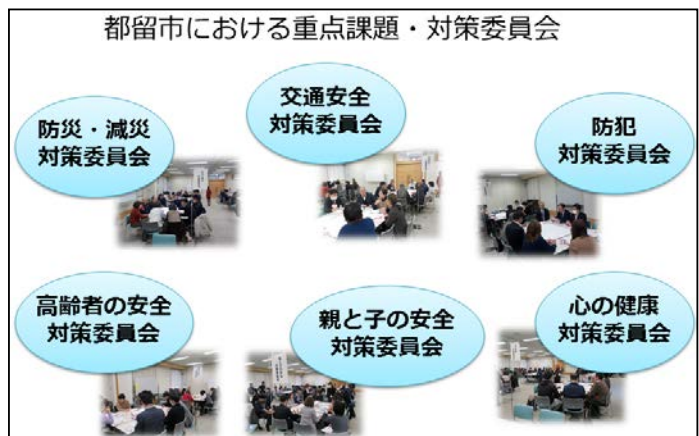 都留市における重点課題・対策委員会
防災・減災
対策委員会
交通安全
対策委員会
防犯
対策委員会
高齢者の安全
対策委員会
親と子の安全
対策委員会
心の健康
対策委員会